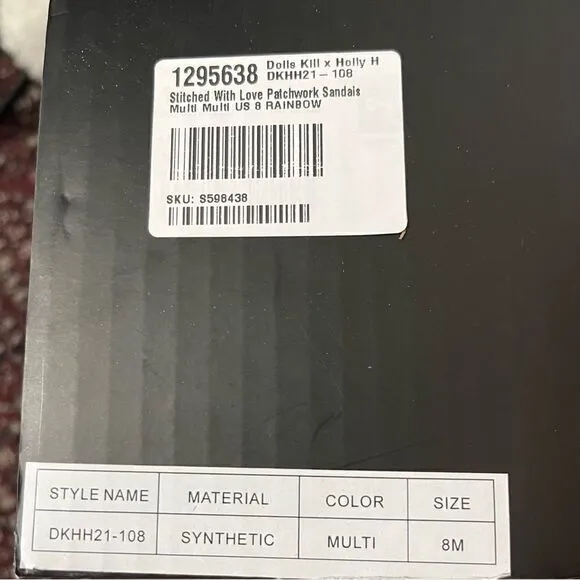 1295638 Dolls Kill x Holly H
DKHH21-108
Stitched With Love Patchwork Sandals
Multi Multi US 8 RAINBOW
SKU: S598438
STYLE NAME MATERIAL COLOR SIZE
DKHH21-108 SYNTHETIC MULTI 8M